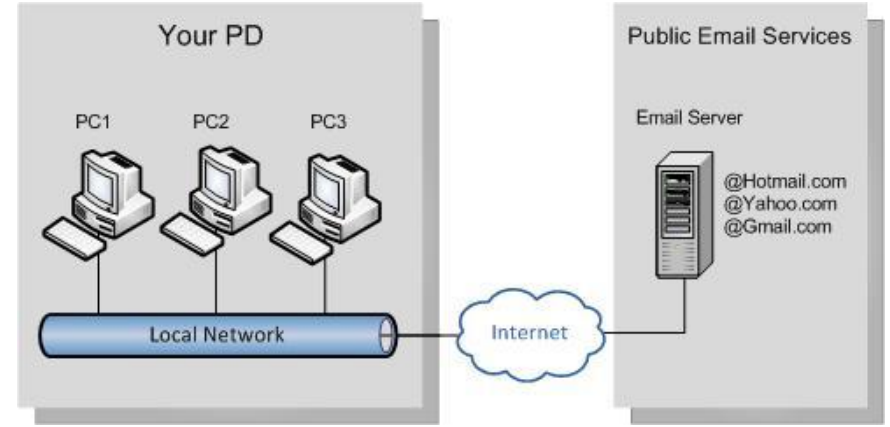 Your PD
Public Email Services
PC1
PC2
PC3
Email Server
@Hotmail.com
@Yahoo.com
@Gmail.com
Local Network
Internet